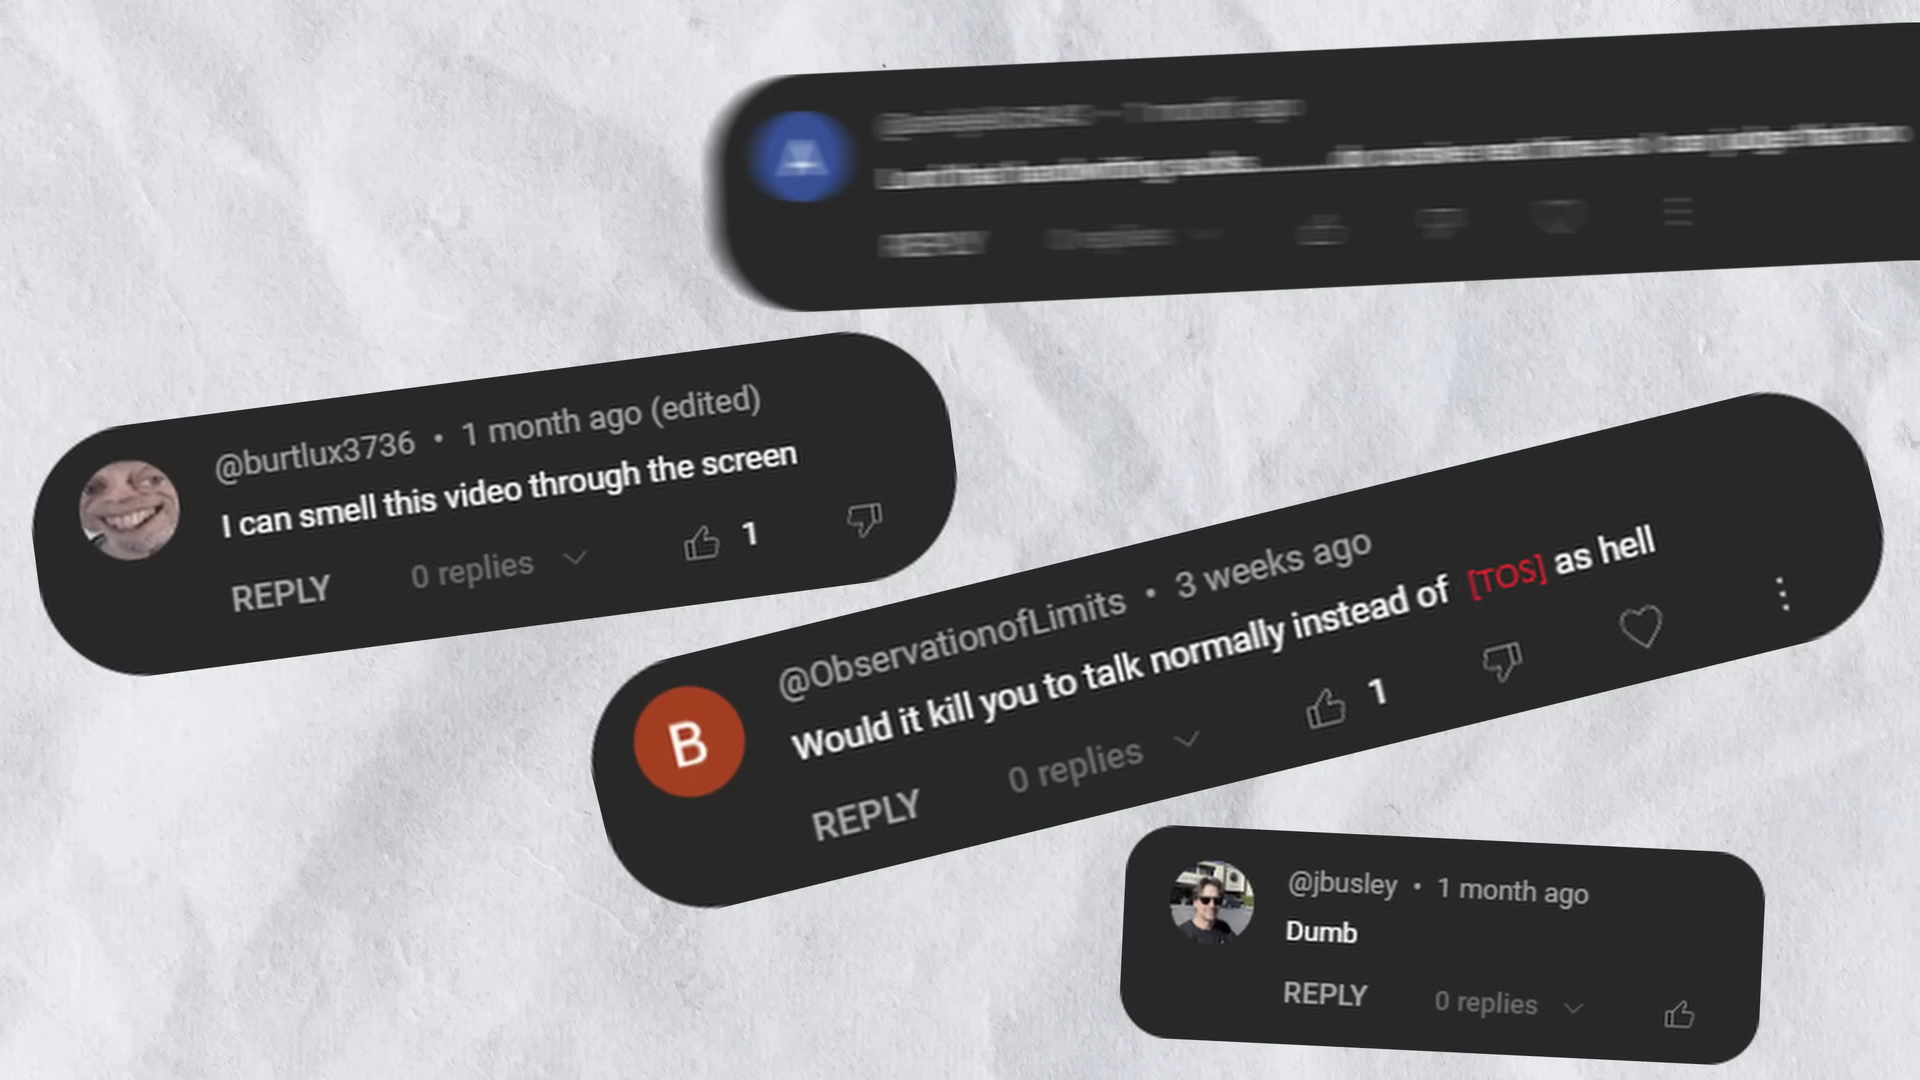 REPLY
@burtlux3736 • 1 month ago (edited)
I can smell this video through the screen
REPLY 0 replies 1
@ObservationofLimits • 3 weeks ago
Would it kill you to talk normally instead of [TOS] as hell
B
REPLY 0 replies 1
@jbusley • 1 month ago
Dumb
REPLY 0 replies